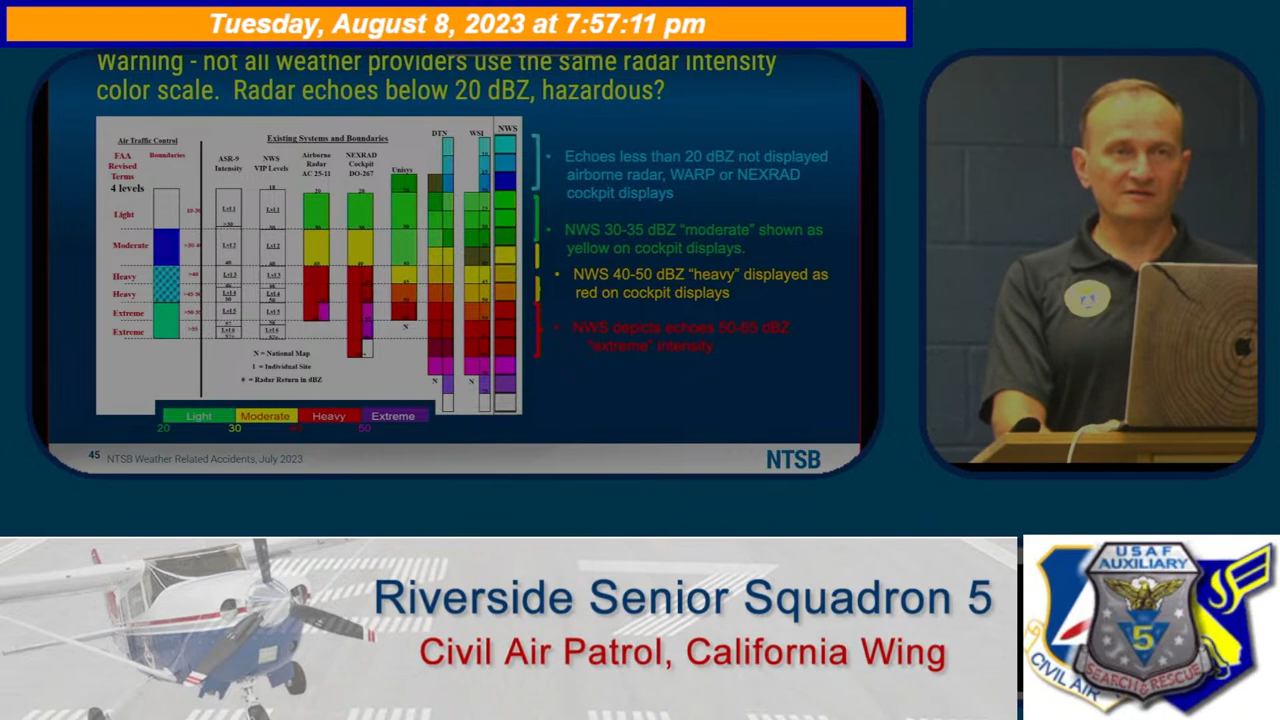 Tuesday, August 8, 2023 at 7:57:11 pm
Warning - not all weather providers use the same radar intensity
color scale. Radar echoes below 20 dBZ, hazardous?
Air Traffic Control
Existing Systems and Boundaries
DTN
WSI
NWS
FAA
Revised
Terms
4 levels
Boundaries
ASR-9
Intensity
NWS
VIP Levels
Airborne
Radar
AC 25-11
NEXRAD
Cockpit
DO-267
Unisys
Light
Moderate
Heavy
Heavy
Extreme
Extreme
N = National Map
I = Individual Site
# = Radar Return in dBZ
N
N
N
Light
Moderate
Heavy
Extreme
20
30
50
• Echoes less than 20 dBZ not displayed
airborne radar, WARP or NEXRAD
cockpit displays
• NWS 30-35 dBZ "moderate" shown as
yellow on cockpit displays.
• NWS 40-50 dBZ "heavy" displayed as
red on cockpit displays
• NWS depicts echoes 50-65 dBZ
"extreme" intensity
45 NTSB Weather Related Accidents, July 2023
NTSB
Riverside Senior Squadron 5
Civil Air Patrol, California Wing
USAF
AUXILIARY
5
SEARCH & RESCUE
CIVIL AIR